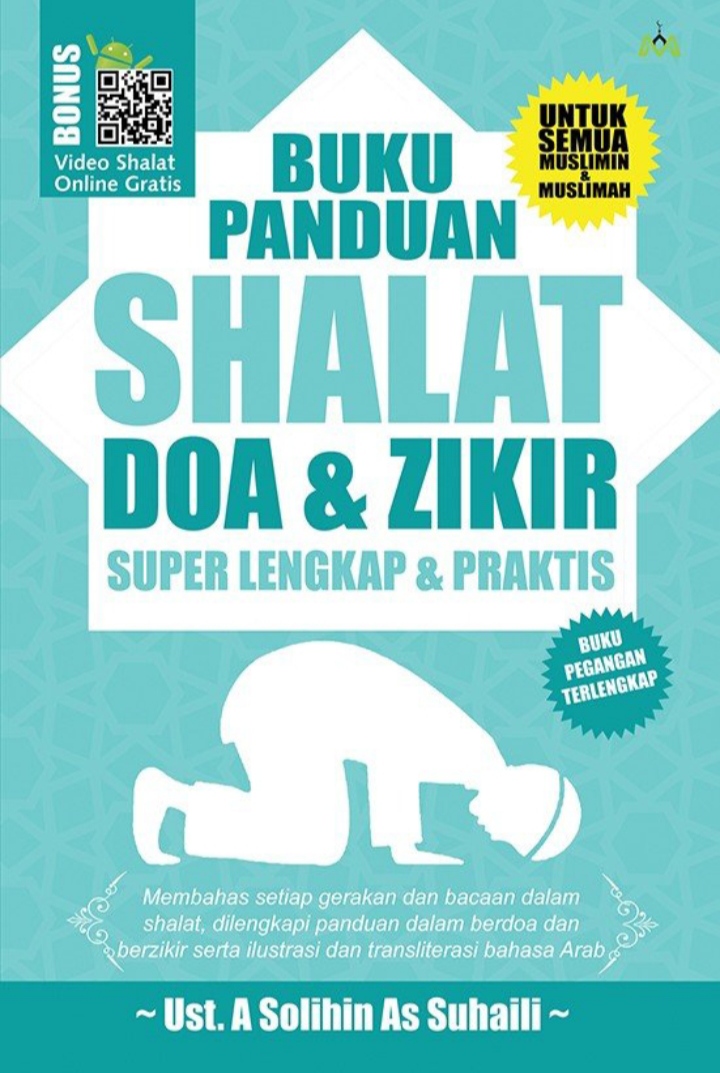 BONUS
Video Shalat
Online Gratis
UNTUK
SEMUA
MUSLIMIN
&
MUSLIMAH
BUKU
PANDUAN
SHALAT
DOA & ZIKIR
SUPER LENGKAP & PRAKTIS
BUKU
PEGANGAN
TERLENGKAP
Membahas setiap gerakan dan bacaan dalam
shalat, dilengkapi panduan dalam berdoa dan
berzikir serta ilustrasi dan transliterasi bahasa Arab
~ Ust. A Solihin As Suhaili ~